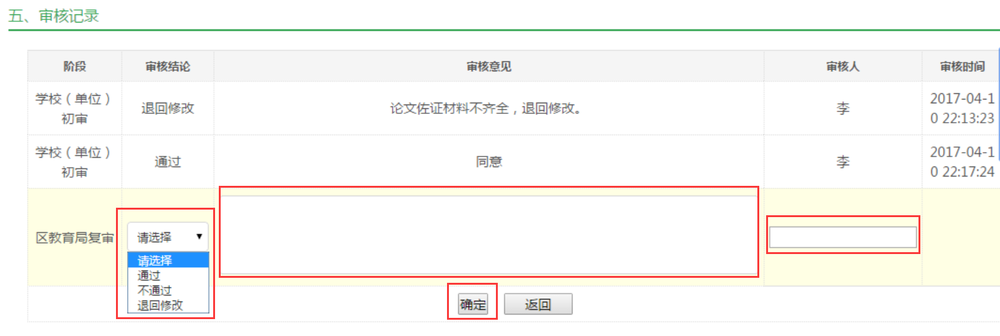 五、审核记录
阶段 审核结论 审核意见 审核人 审核时间
学校（单位）
初审
退回修改
论文佐证材料不齐全，退回修改。
李
2017-04-1
0 22:13:23
学校（单位）
初审
通过
同意
李
2017-04-1
0 22:17:24
区教育局复审
请选择
请选择
通过
不通过
退回修改
确定 返回